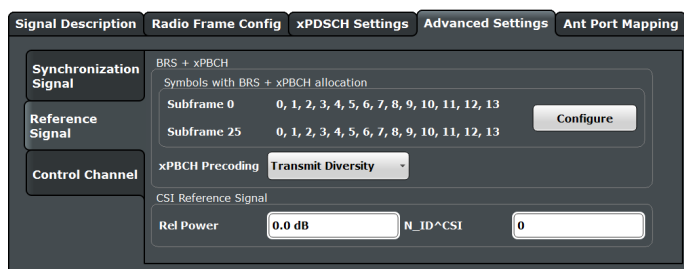 Signal Description Radio Frame Config xPDSCH Settings Advanced Settings Ant Port Mapping
Synchronization Signal
Reference Signal
Control Channel
BRS + xPBCH
Symbols with BRS + xPBCH allocation
Subframe 0 0, 1, 2, 3, 4, 5, 6, 7, 8, 9, 10, 11, 12, 13
Subframe 25 0, 1, 2, 3, 4, 5, 6, 7, 8, 9, 10, 11, 12, 13
Configure
xPBCH Precoding Transmit Diversity
CSI Reference Signal
Rel Power 0.0 dB N_ID^CSI 0